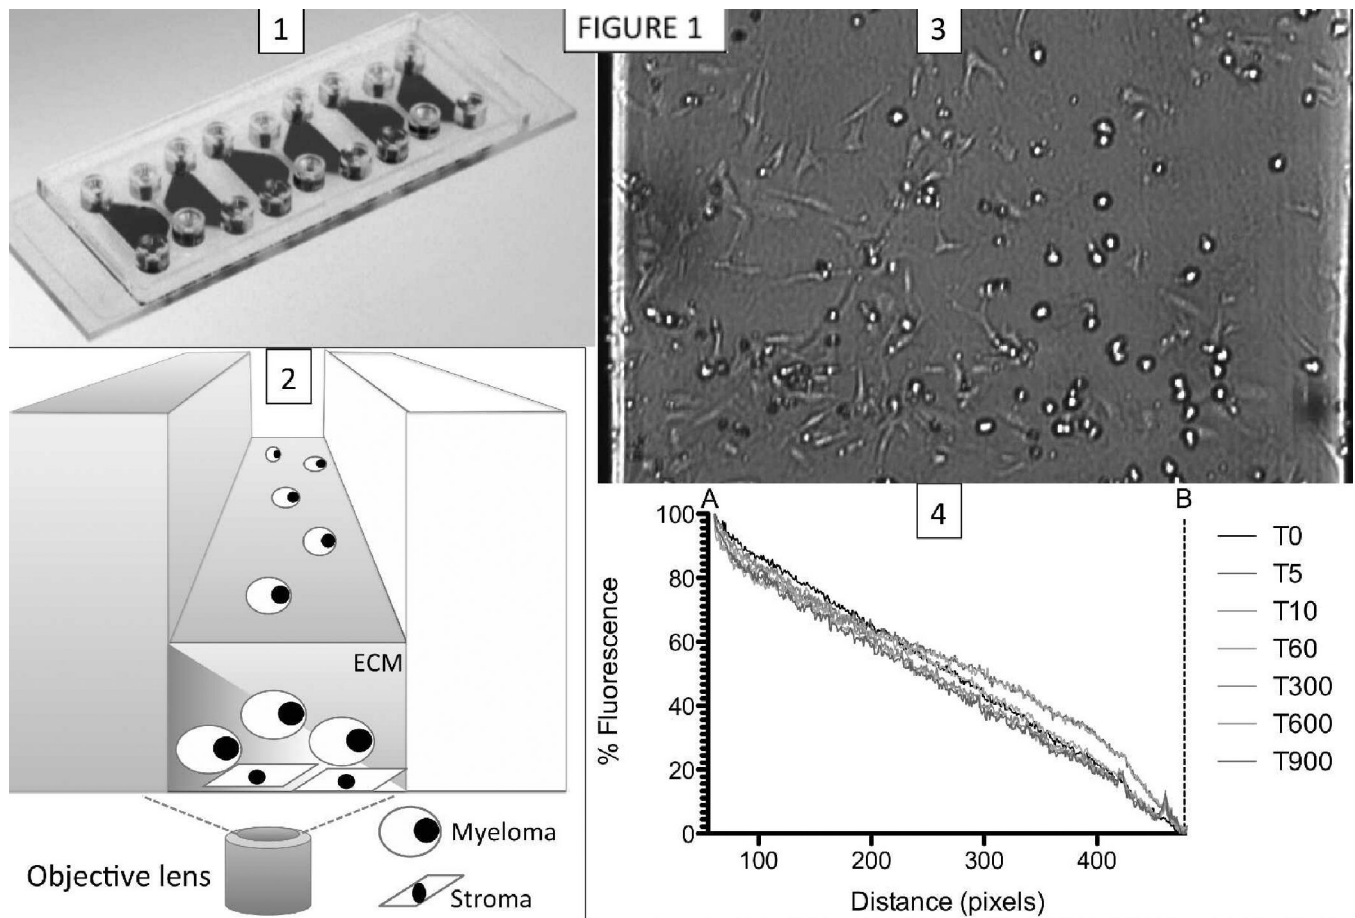 FIGURE 1
1
2
ECM
Myeloma
Objective lens
Stroma
3
4
A
B
100
80
60
40
20
0
% Fluorescence
100
200
300
400
Distance (pixels)
T0
T5
T10
T60
T300
T600
T900